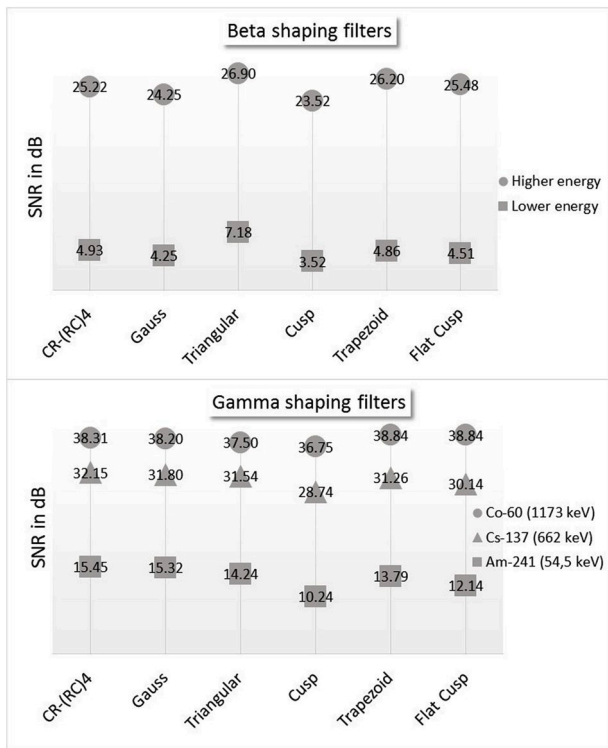 Beta shaping filters
SNR in dB
25.22 24.25 26.90 23.52 26.20 25.48
4.93 4.25 7.18 3.52 4.86 4.51
Higher energy
Lower energy
CR-(RC)4 Gauss Triangular Cusp Trapezoid Flat Cusp
Gamma shaping filters
SNR in dB
38.31 38.20 37.50 36.75 38.84 38.84
32.15 31.80 31.54 28.74 31.26 30.14
15.45 15.32 14.24 10.24 13.79 12.14
Co-60 (1173 keV)
Cs-137 (662 keV)
Am-241 (54,5 keV)
CR-(RC)4 Gauss Triangular Cusp Trapezoid Flat Cusp